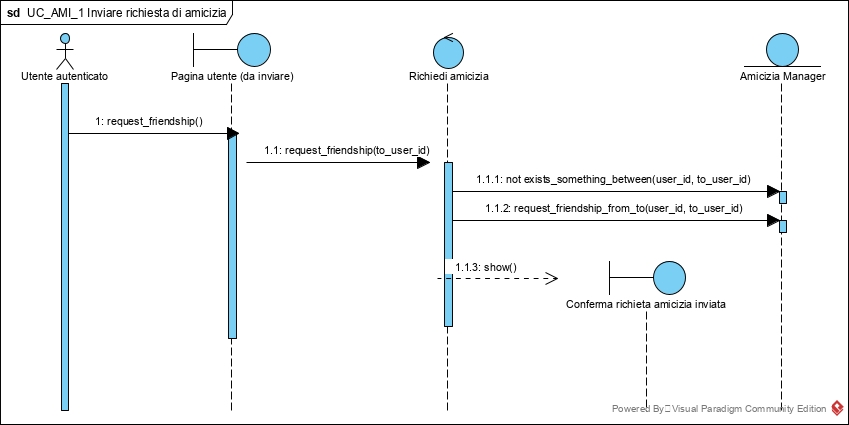 sd UC_AMI_1 Inviare richiesta di amicizia
Utente autenticato
Pagina utente (da inviare)
Richiedi amicizia
Amicizia Manager
1: request_friendship()
1.1: request_friendship(to_user_id)
1.1.1: not exists_something_between(user_id, to_user_id)
1.1.2: request_friendship_from_to(user_id, to_user_id)
1.1.3: show()
Conferma richieta amicizia inviata
Powered By Visual Paradigm Community Edition